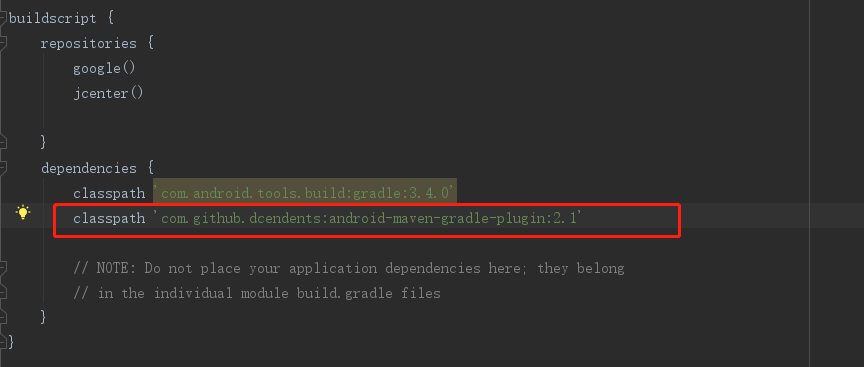 buildscript {
repositories {
google()
jcenter()
}
dependencies {
classpath 'com.android.tools.build:gradle:3.4.0'
classpath 'com.github.dcendents:android-maven-gradle-plugin:2.1'
// NOTE: Do not place your application dependencies here; they belong
// in the individual module build.gradle files
}
}